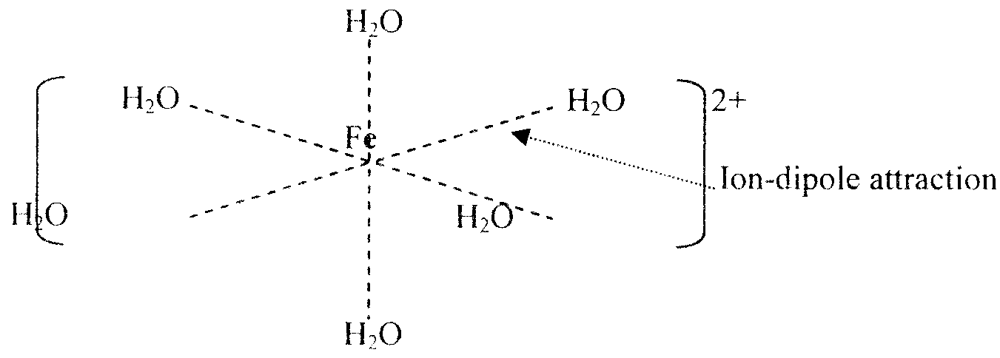 H₂O
H₂O H₂O 2+
Fe
Ion-dipole attraction
H₂O H₂O
H₂O